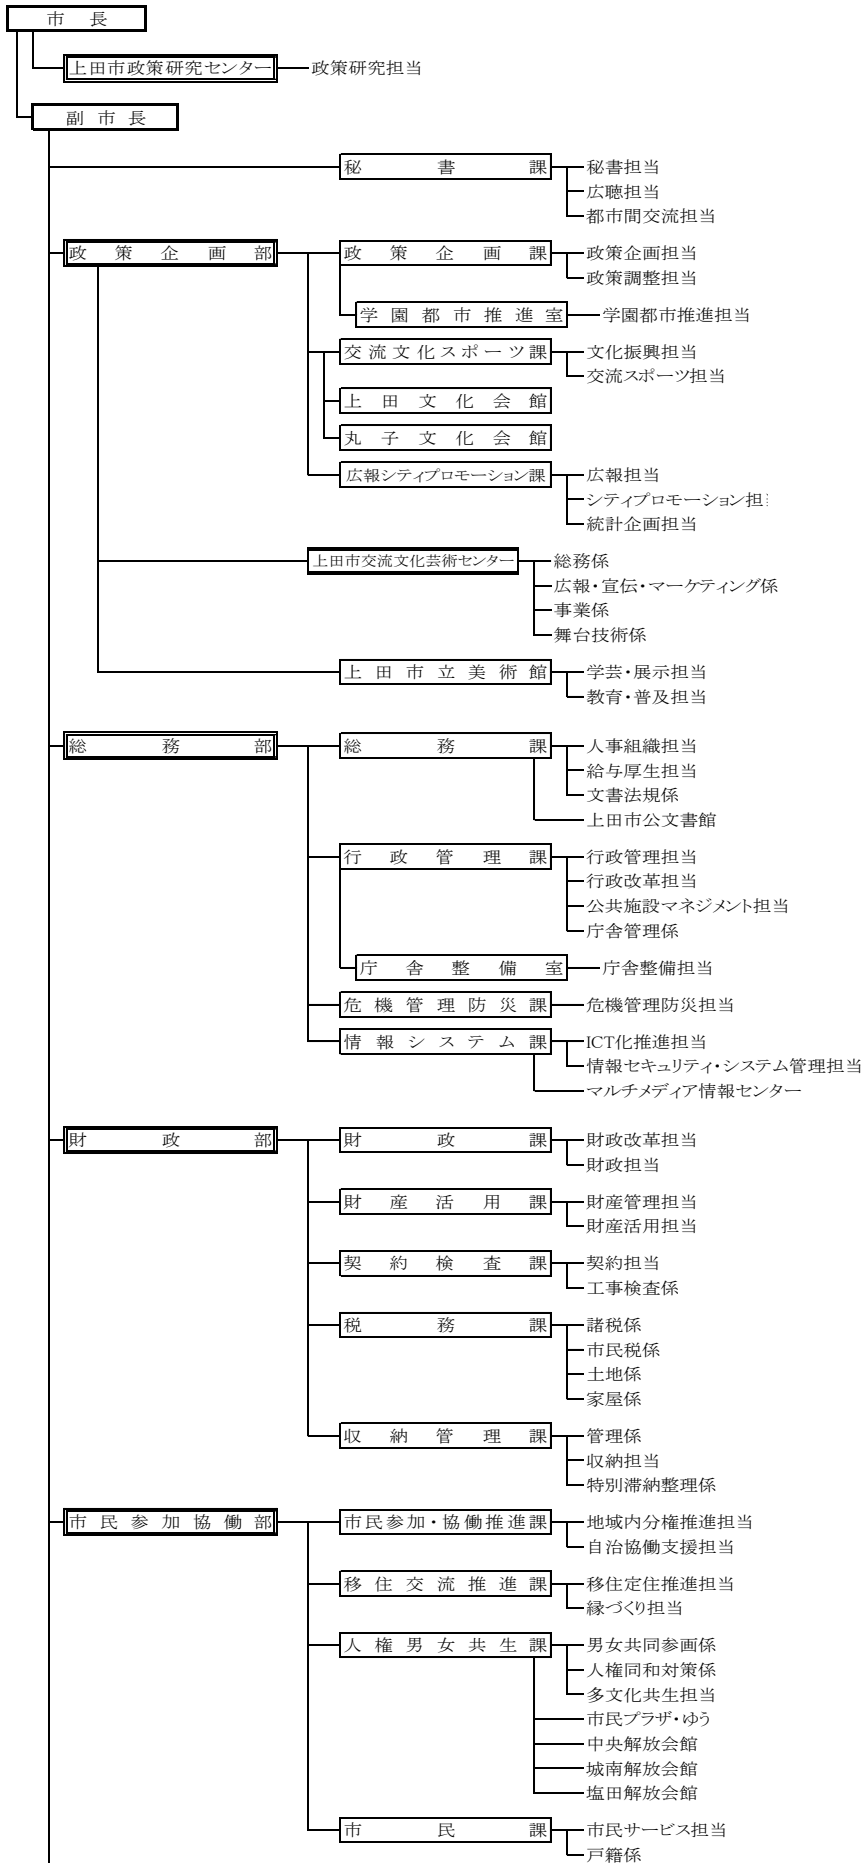 市長
上田市政策研究センター 政策研究担当
副市長
秘書課 秘書担当
広聴担当
都市間交流担当
政策企画部 政策企画課 政策企画担当
政策調整担当
学園都市推進室 学園都市推進担当
交流文化スポーツ課 文化振興担当
交流スポーツ担当
上田文化会館
丸子文化会館
広報シティプロモーション課 広報担当
シティプロモーション担
統計企画担当
上田市交流文化芸術センター 総務係
広報・宣伝・マーケティング係
事業係
舞台技術係
上田市立美術館 学芸・展示担当
教育・普及担当
総務部 総務課 人事組織担当
給与厚生担当
文書法規係
上田市公文書館
行政管理課 行政管理担当
行政改革担当
公共施設マネジメント担当
庁舎管理係
庁舎整備室 庁舎整備担当
危機管理防災課 危機管理防災担当
情報システム課 ICT化推進担当
情報セキュリティ・システム管理担当
マルチメディア情報センター
財政部 財政課 財政改革担当
財政担当
財産活用課 財産管理担当
財産活用担当
契約検査課 契約担当
工事検査係
税務課 諸税係
市民税係
土地係
家屋係
収納管理課 管理係
収納担当
特別滞納整理係
市民参加協働部 市民参加・協働推進課 地域内分権推進担当
自治協働支援担当
移住交流推進課 移住定住推進担当
縁づくり担当
人権男女共生課 男女共同参画係
人権同和対策係
多文化共生担当
市民プラザ・ゆう
中央解放会館
城南解放会館
塩田解放会館
市民課 市民サービス担当
戸籍係